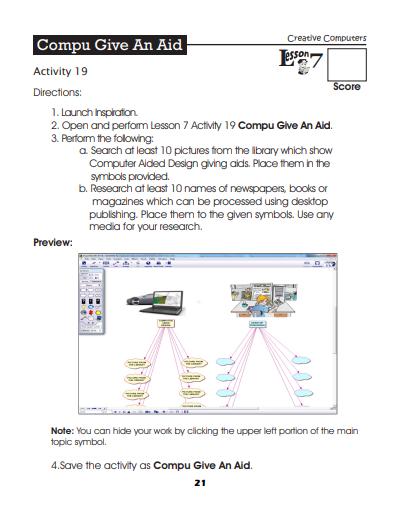 Creative Computers
Compu Give An Aid
Lesson 7
Activity 19
Score
Directions:
1. Launch Inspiration.
2. Open and perform Lesson 7 Activity 19 Compu Give An Aid.
3. Perform the following:
a. Search at least 10 pictures from the library which show
Computer Aided Design giving aids. Place them in the
symbols provided.
b. Research at least 10 names of newspapers, books or
magazines which can be processed using desktop
publishing. Place them to the given symbols. Use any
media for your research.
Preview:
Note: You can hide your work by clicking the upper left portion of the main
topic symbol.
4.Save the activity as Compu Give An Aid.
21